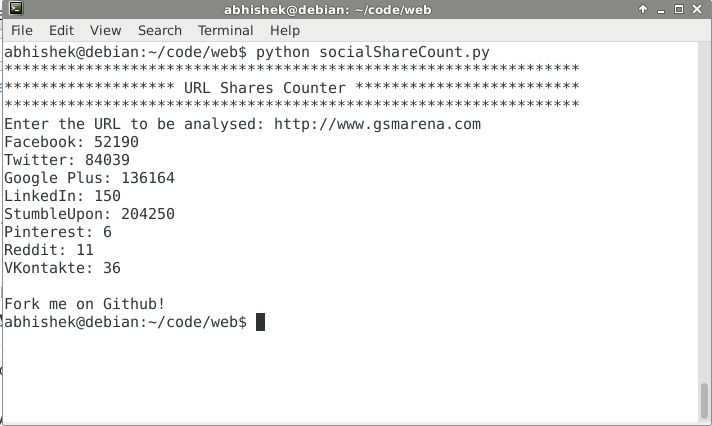 abhishek@debian: ~/code/web
File Edit View Search Terminal Help
abhishek@debian:~/code/web$ python socialShareCount.py
****************************************************************
******************* URL Shares Counter *************************
****************************************************************
Enter the URL to be analysed: http://www.gsmarena.com
Facebook: 52190
Twitter: 84039
Google Plus: 136164
LinkedIn: 150
StumbleUpon: 204250
Pinterest: 6
Reddit: 11
VKontakte: 36
Fork me on Github!
abhishek@debian:~/code/web$